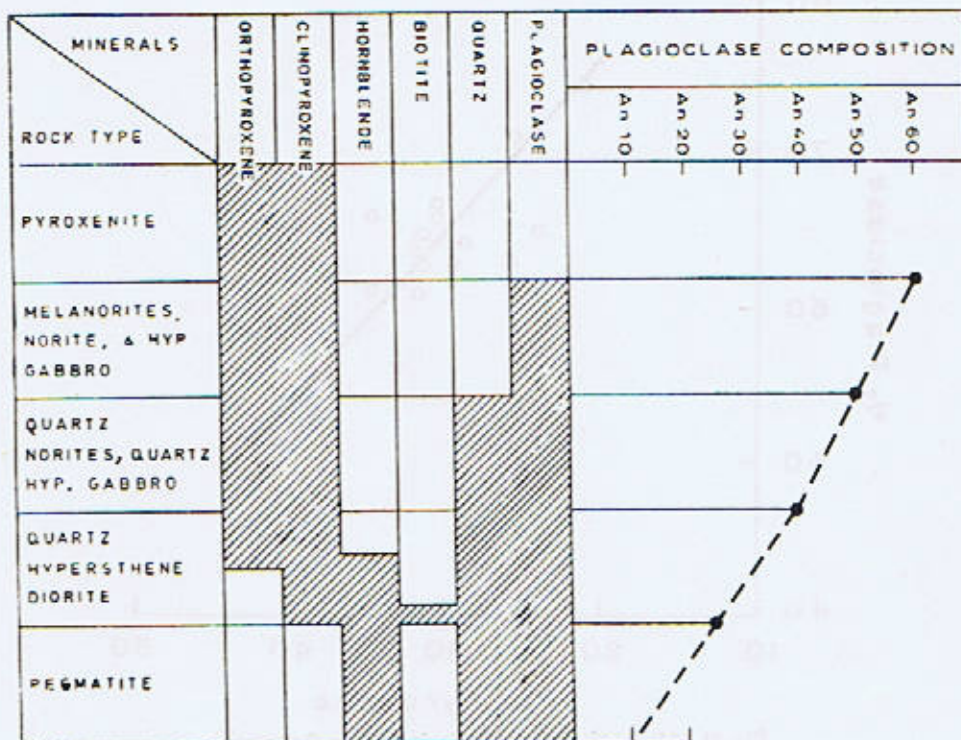 MINERALS
ROCK TYPE
ORTHOPYROXENE
CLINOPYROXENE
HORNBLENDE
BIOTITE
QUARTZ
PLAGIOCLASE
PLAGIOCLASE COMPOSITION
An 10
An 20
An 30
An 40
An 50
An 60
PYROXENITE
MELANORITES,
NORITE, & HYP
GABBRO
QUARTZ
NORITES, QUARTZ
HYP. GABBRO
QUARTZ
HYPERSTHENE
DIORITE
PEGMATITE